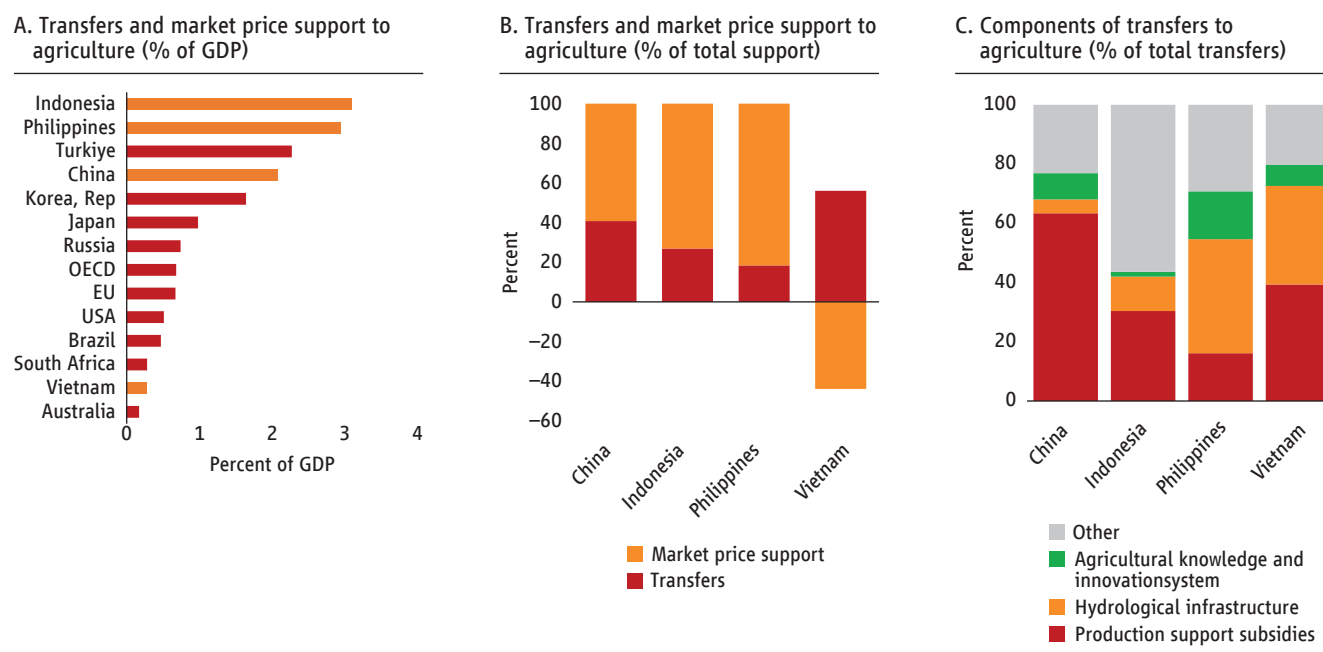 A. Transfers and market price support to
agriculture (% of GDP)
Indonesia
Philippines
Turkiye
China
Korea, Rep
Japan
Russia
OECD
EU
USA
Brazil
South Africa
Vietnam
Australia
0 1 2 3 4
Percent of GDP
B. Transfers and market price support to
agriculture (% of total support)
100
80
60
40
20
0
−20
−40
−60
Percent
China
Indonesia
Philippines
Vietnam
Market price support
Transfers
C. Components of transfers to
agriculture (% of total transfers)
100
80
60
40
20
0
Percent
China
Indonesia
Philippines
Vietnam
Other
Agricultural knowledge and
innovationsystem
Hydrological infrastructure
Production support subsidies